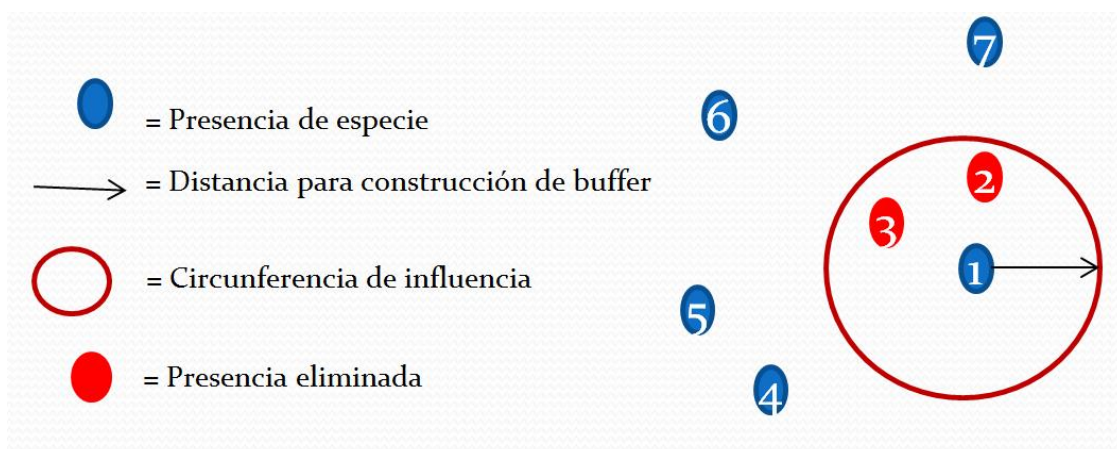 7
6
= Presencia de especie
2
= Distancia para construcción de buffer
3
1
= Circunferencia de influencia
5
= Presencia eliminada
4